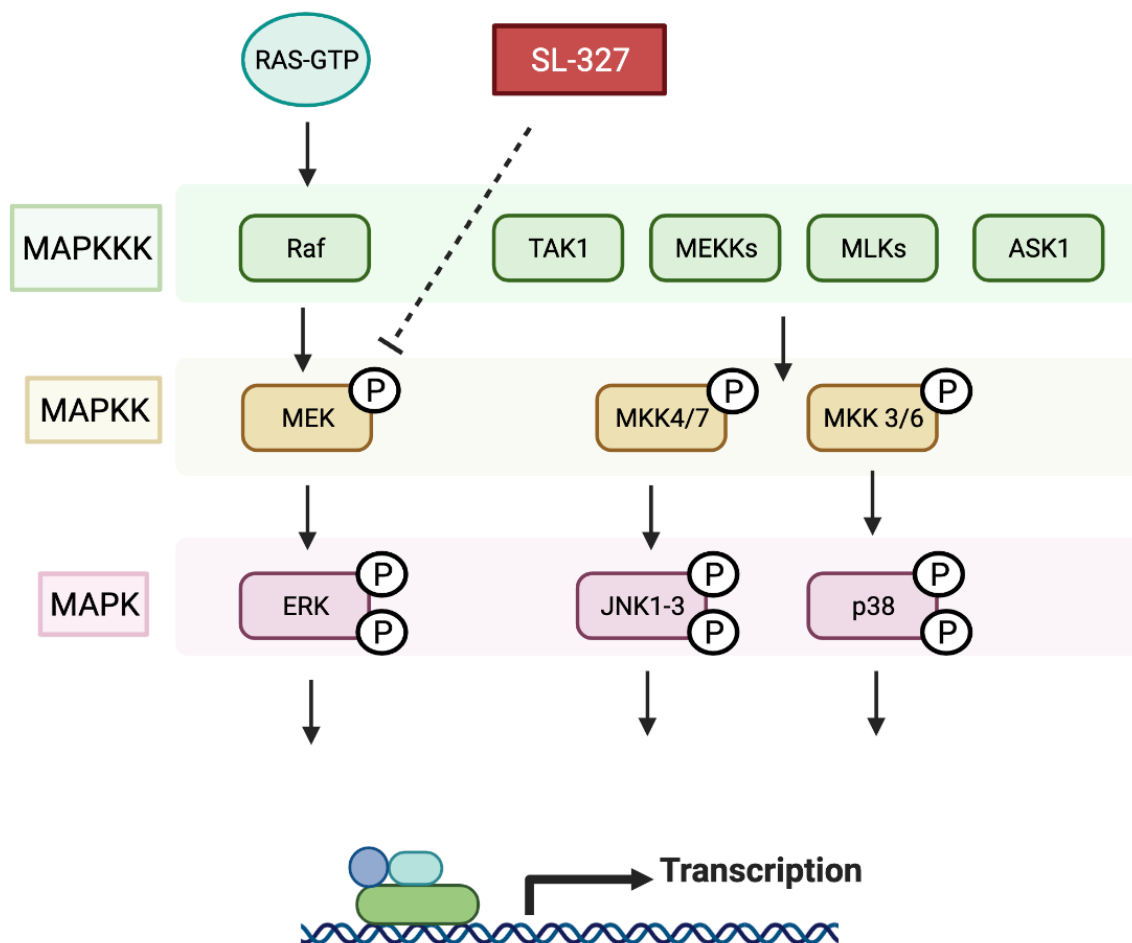 RAS-GTP
SL-327
MAPKKK
Raf
TAK1
MEKKs
MLKs
ASK1
MAPKK
MEK
P
MKK4/7
P
MKK 3/6
P
MAPK
ERK
P
P
JNK1-3
P
P
p38
P
P
Transcription